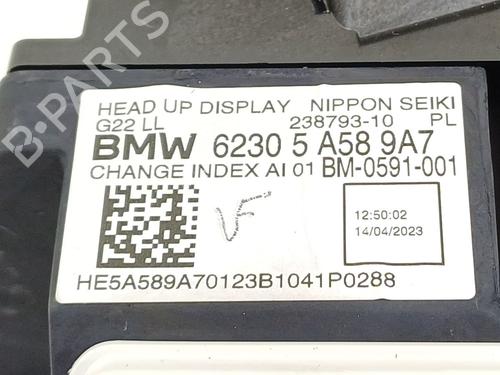 HEAD UP DISPLAY NIPPON SEIKI
G22 LL 238793-10 PL
BMW 6230 5 A58 9A7
CHANGE INDEX AI 01 BM-0591-001
VF
12:50:02
14/04/2023
HE5A589A70123B1041P0288
B-PARTS